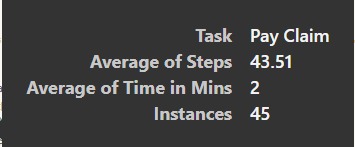 Task Pay Claim
Average of Steps 43.51
Average of Time in Mins 2
Instances 45